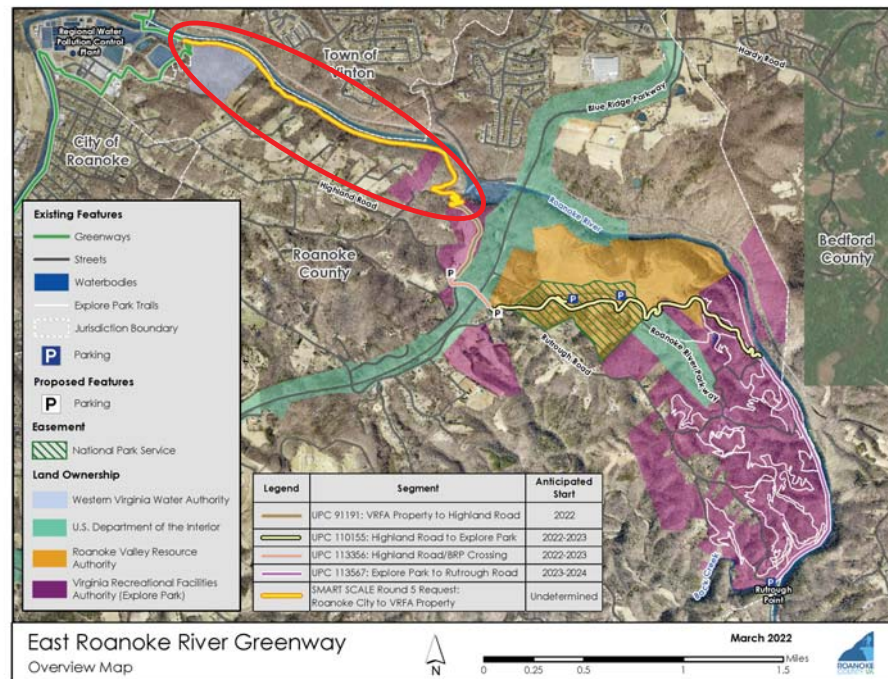 Regional Water
Pollution Control
Plant
Town of
Vinton
Hardy Road
Blue Ridge Parkway
City of
Roanoke
Highland Road
Roanoke River
Bedford
County
Roanoke
County
Existing Features
Greenways
Streets
Waterbodies
Explore Park Trails
Jurisdiction Boundary
P Parking
Proposed Features
P Parking
Easement
National Park Service
Land Ownership
Western Virginia Water Authority
U.S. Department of the Interior
Roanoke Valley Resource
Authority
Virginia Recreational Facilities
Authority (Explore Park)
P
P
P
P
Rutrough Road
Roanoke River Parkway
Legend Segment Anticipated
Start
UPC 91191: VRFA Property to Highland Road 2022
UPC 110155: Highland Road to Explore Park 2022-2023
UPC 113356: Highland Road/BRP Crossing 2022-2023
UPC 113567: Explore Park to Rutrough Road 2023-2024
SMART SCALE Round 5 Request:
Roanoke City to VRFA Property Undetermined
Back Creek
P
Rutrough
Point
East Roanoke River Greenway
Overview Map
N
March 2022
Miles
0 0.25 0.5 1 1.5
ROANOKE
COUNTY VA